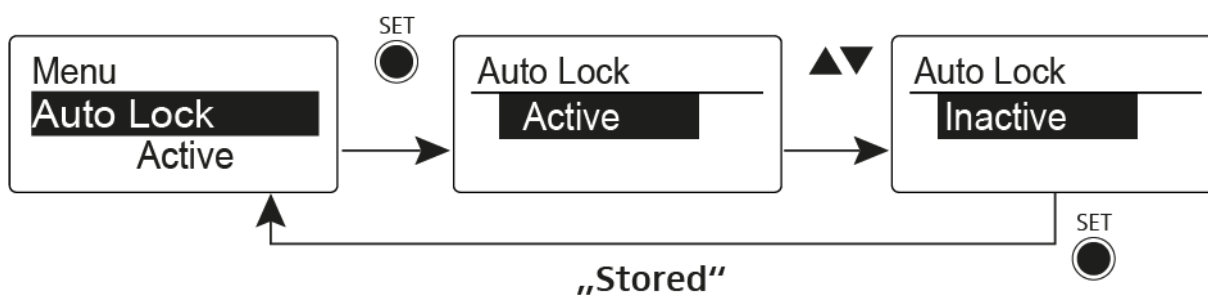 SET
Menu
Auto Lock
Active
Auto Lock
Active
Auto Lock
Inactive
SET
„Stored“